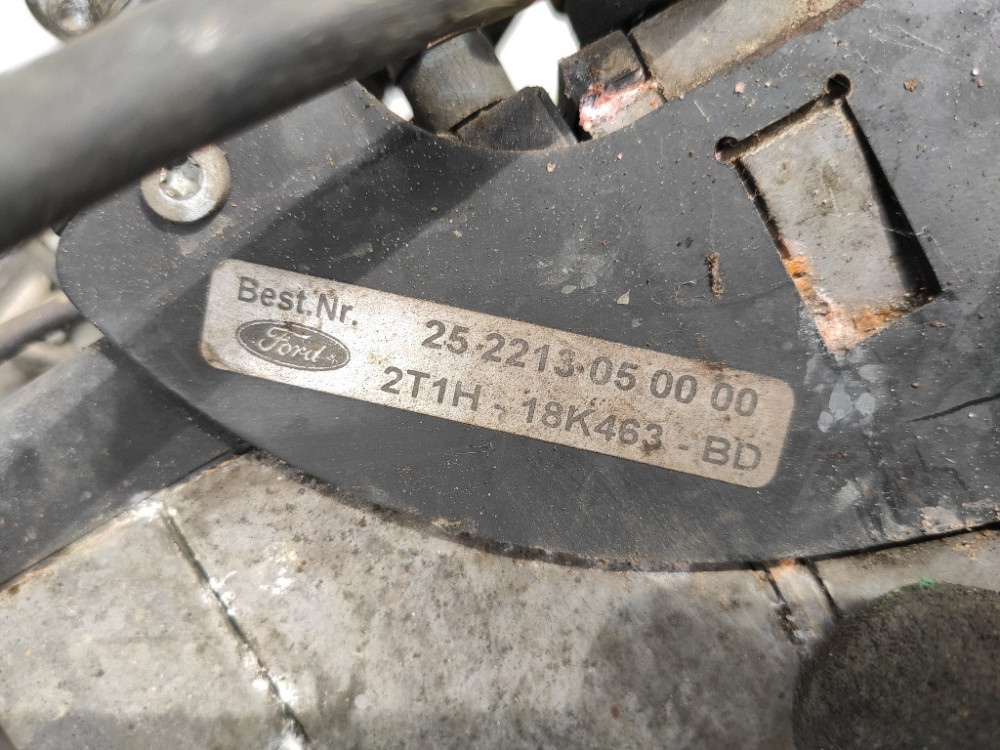 Best.Nr. 25.2213.05 00 00
Ford 2T1H - 18K463 - BD